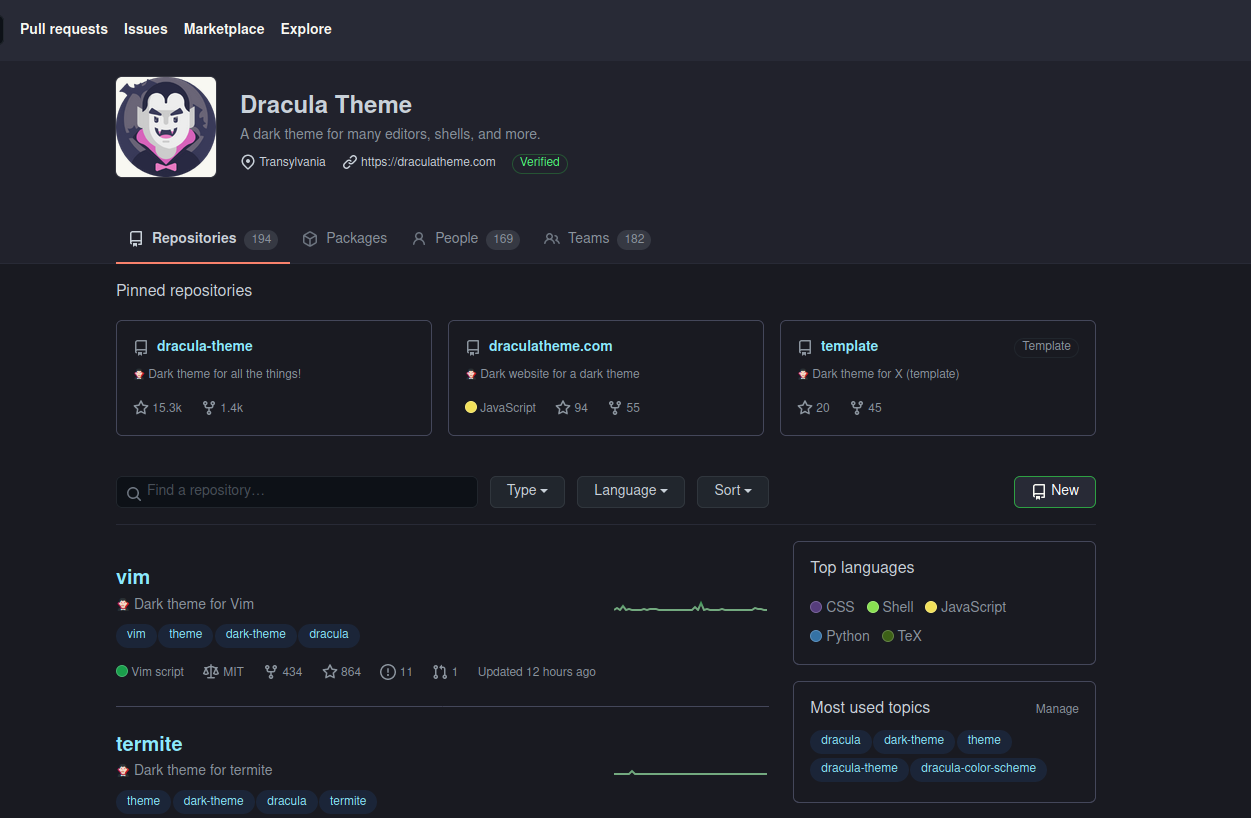 Pull requests Issues Marketplace Explore
Dracula Theme
A dark theme for many editors, shells, and more.
Transylvania https://draculatheme.com Verified
Repositories 194 Packages People 169 Teams 182
Pinned repositories
dracula-theme
Dark theme for all the things!
15.3k 1.4k
draculatheme.com
Dark website for a dark theme
JavaScript 94 55
template Template
Dark theme for X (template)
20 45
Find a repository… Type Language Sort New
vim
Dark theme for Vim
vim theme dark-theme dracula
Vim script MIT 434 864 11 1 Updated 12 hours ago
termite
Dark theme for termite
theme dark-theme dracula termite
Top languages
CSS Shell JavaScript
Python TeX
Most used topics Manage
dracula dark-theme theme
dracula-theme dracula-color-scheme